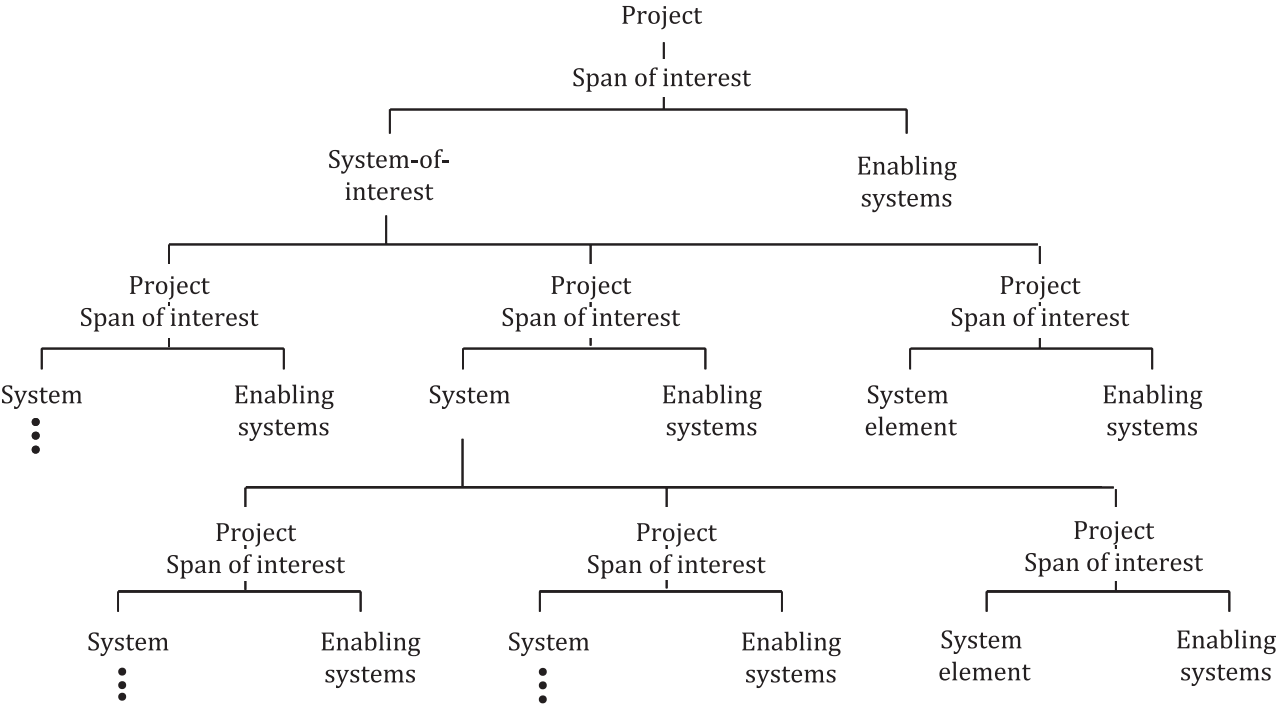 Project
Span of interest
System-of-
interest
Enabling
systems
Project
Span of interest
Project
Span of interest
Project
Span of interest
System
Enabling
systems
System
Enabling
systems
System
element
Enabling
systems
Project
Span of interest
Project
Span of interest
Project
Span of interest
System
Enabling
systems
System
Enabling
systems
System
element
Enabling
systems